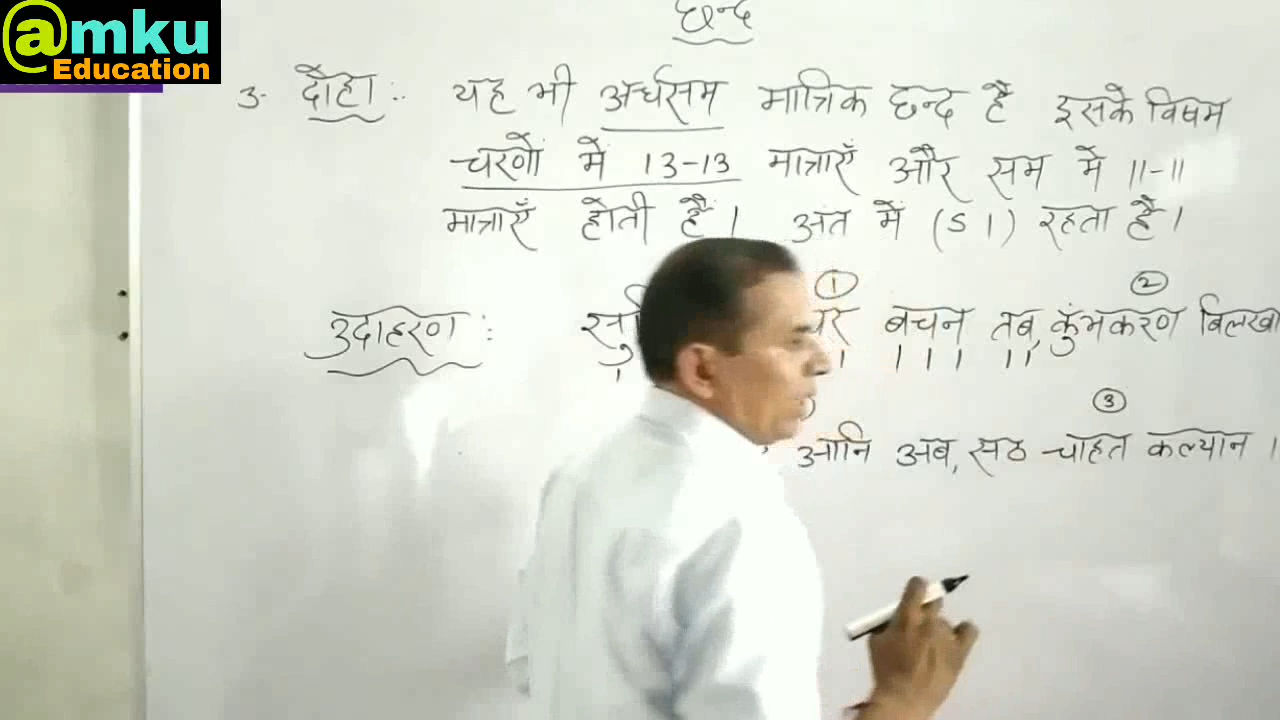 @amku
Education
छन्द
3. दोहा :. यह भी अर्धसम मात्रिक छन्द है इसके विषम
चरणों में 13-13 मात्राएँ और सम में 11-11
मात्राएँ होती हैं। अंत में (S I) रहता है।
1 2
उदाहरण : बचन तब, कुंभकरण बिलखा
। । । । । ।
3
आनि अब, सठ चाहत कल्यान ।